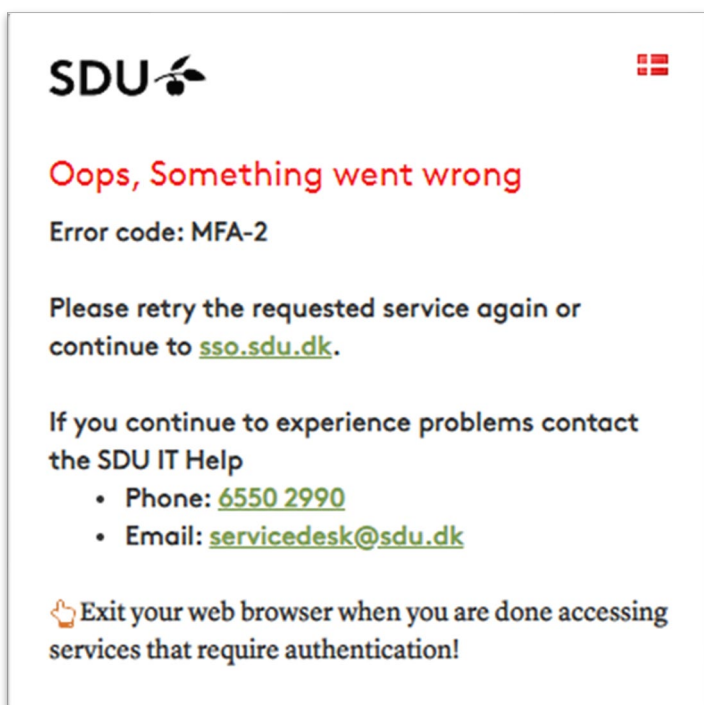 SDU
Oops, Something went wrong
Error code: MFA-2
Please retry the requested service again or
continue to sso.sdu.dk.
If you continue to experience problems contact
the SDU IT Help
• Phone: 6550 2990
• Email: servicedesk@sdu.dk
Exit your web browser when you are done accessing
services that require authentication!